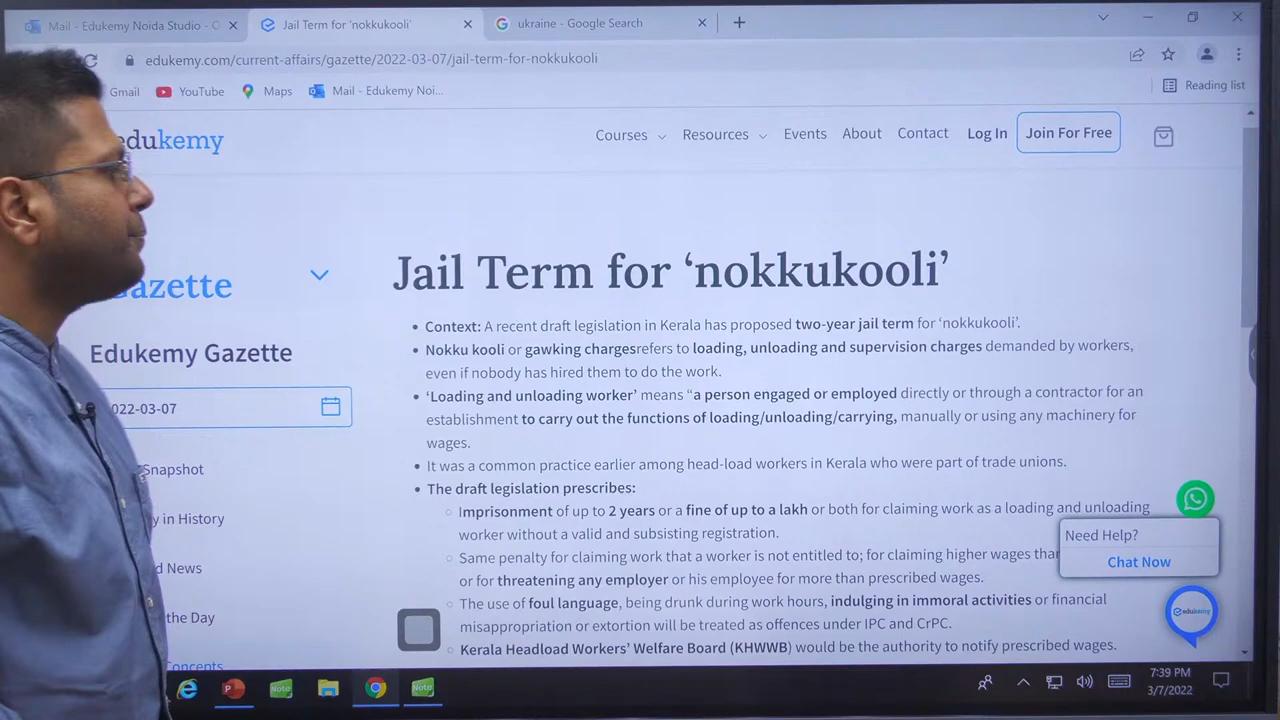 Mail - Edukemy Noida Studio - O
Jail Term for ‘nokkukooli’
ukraine - Google Search
edukemy.com/current-affairs/gazette/2022-03-07/jail-term-for-nokkukooli
Gmail YouTube Maps Mail - Edukemy Noi... Reading list
edukemy Courses Resources Events About Contact Log In Join For Free
Jail Term for ‘nokkukooli’
Gazette
Edukemy Gazette
022-03-07
Snapshot
y in History
d News
the Day
Concepts
• Context: A recent draft legislation in Kerala has proposed two-year jail term for ‘nokkukooli’.
• Nokku kooli or gawking chargesrefers to loading, unloading and supervision charges demanded by workers,
even if nobody has hired them to do the work.
• ‘Loading and unloading worker’ means “a person engaged or employed directly or through a contractor for an
establishment to carry out the functions of loading/unloading/carrying, manually or using any machinery for
wages.
• It was a common practice earlier among head-load workers in Kerala who were part of trade unions.
• The draft legislation prescribes:
○ Imprisonment of up to 2 years or a fine of up to a lakh or both for claiming work as a loading and unloading
worker without a valid and subsisting registration.
○ Same penalty for claiming work that a worker is not entitled to; for claiming higher wages
or for threatening any employer or his employee for more than prescribed wages.
○ The use of foul language, being drunk during work hours, indulging in immoral activities or financial
misappropriation or extortion will be treated as offences under IPC and CrPC.
○ Kerala Headload Workers’ Welfare Board (KHWWB) would be the authority to notify prescribed wages.
Need Help?
Chat Now
edukemy
Note
Note
7:39 PM
3/7/2022